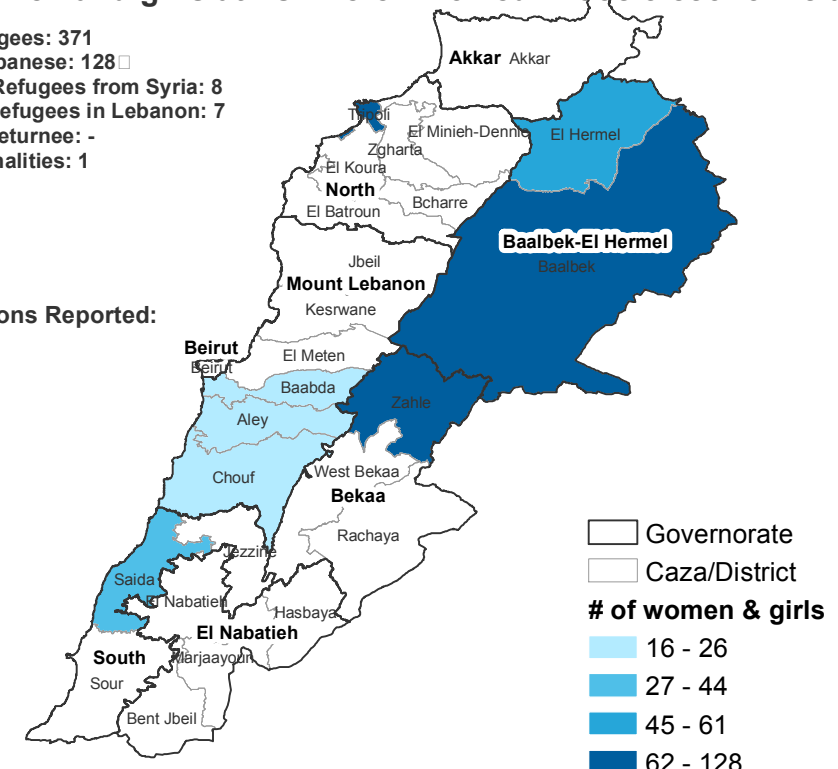 gees: 371
banese: 128
Refugees from Syria: 8
efugees in Lebanon: 7
eturnee: -
nalities: 1
ons Reported:
Akkar Akkar
Tripoli
El Minieh-Dennie
El Hermel
Zgharta
El Koura
North
Bcharre
El Batroun
Baalbek-El Hermel
Baalbek
Jbeil
Mount Lebanon
Kesrwane
Beirut
El Meten
Beirut
Baabda
Zahle
Aley
West Bekaa
Chouf
Bekaa
Rachaya
Jezzine
Saida
El Nabatieh
Hasbaya
El Nabatieh
South
Marjaayoun
Sour
Bent Jbeil
Governorate
Caza/District
# of women & girls
16 - 26
27 - 44
45 - 61
62 - 128